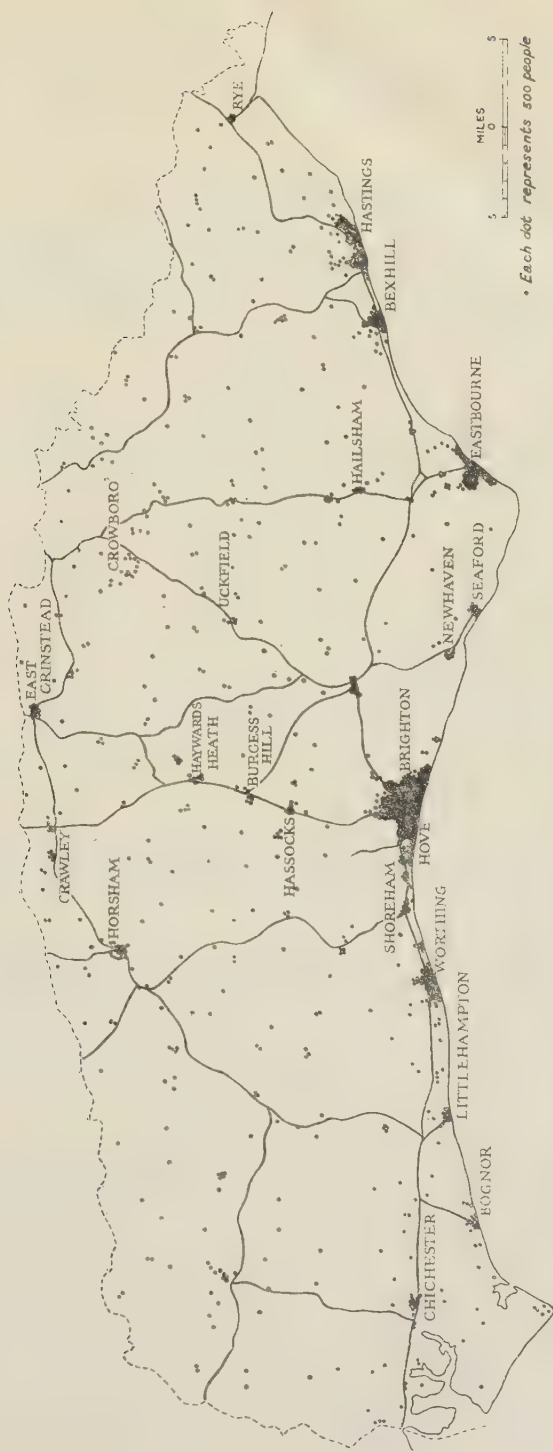 EAST
GRINSTEAD
CRAWLEY
HORSHAM
CROWBORO'
RYE
HAYWARDS
HEATH
UCKFIELD
BURGESS
HILL
HASSOCKS
HAILSHAM
HASTINGS
BEXHILL
CHICHESTER
BOGNOR
LITTLEHAMPTON
WORTHING
SHOREHAM
HOVE
BRIGHTON
NEWHAVEN
SEAFORD
EASTBOURNE
MILES
5 0 5
• Each dot represents 500 people